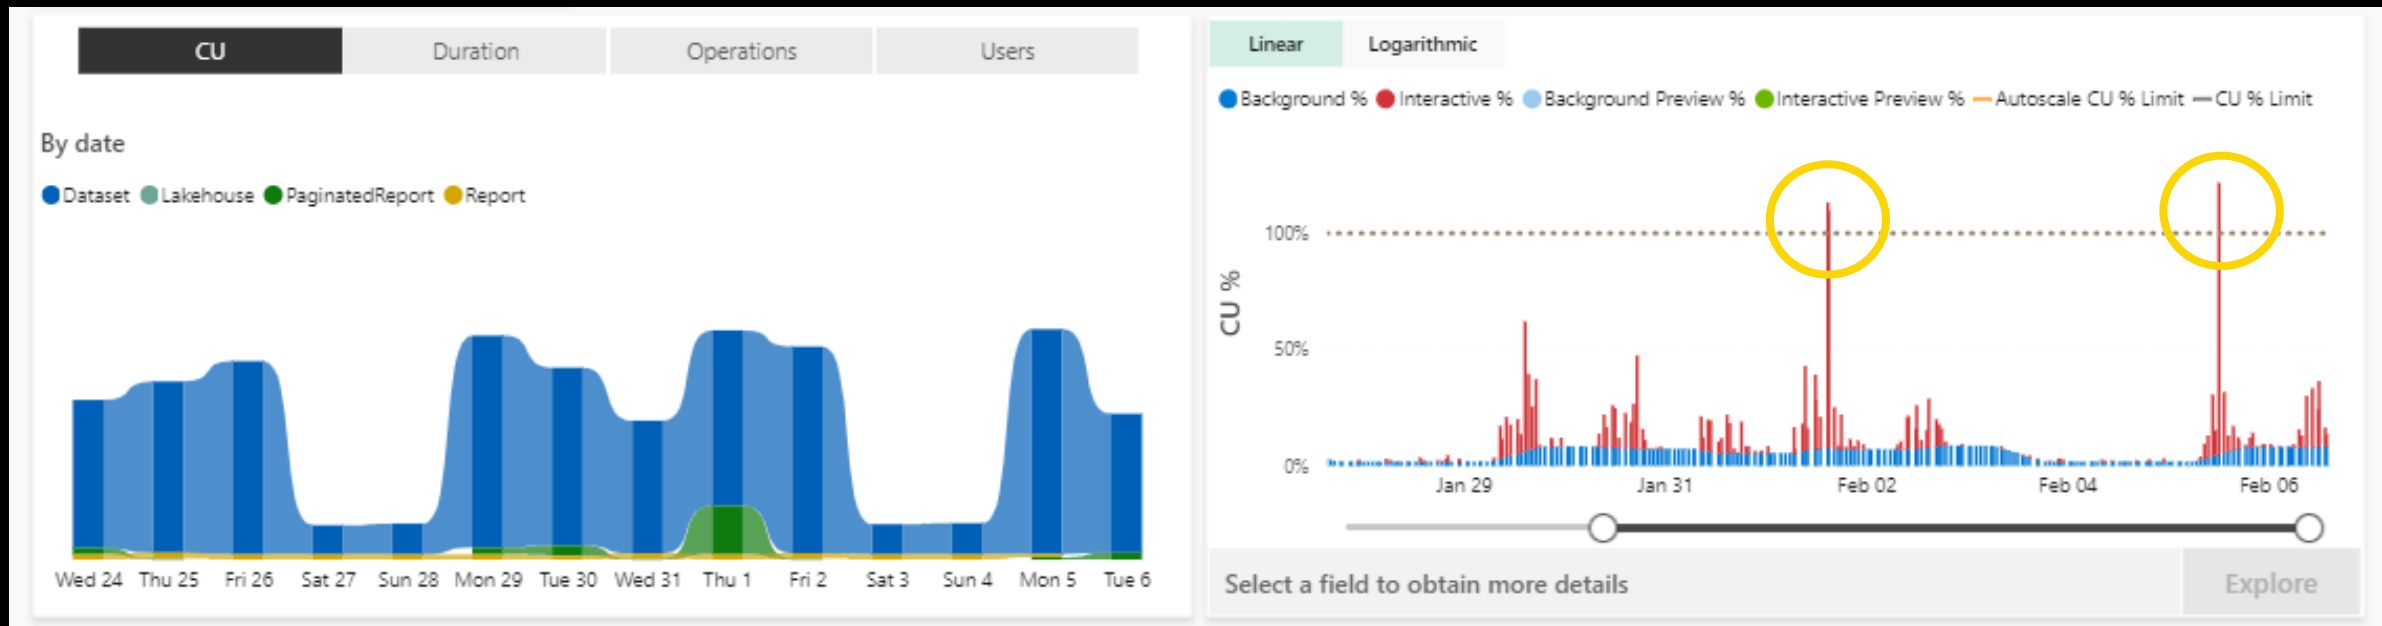 CU Duration Operations Users
By date
Dataset Lakehouse PaginatedReport Report
Wed 24 Thu 25 Fri 26 Sat 27 Sun 28 Mon 29 Tue 30 Wed 31 Thu 1 Fri 2 Sat 3 Sun 4 Mon 5 Tue 6
Linear Logarithmic
Background % Interactive % Background Preview % Interactive Preview % Autoscale CU % Limit CU % Limit
CU %
100%
50%
0%
Jan 29 Jan 31 Feb 02 Feb 04 Feb 06
Select a field to obtain more details Explore